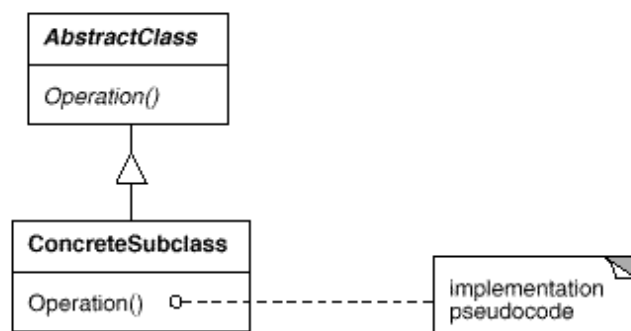 AbstractClass
Operation()
ConcreteSubclass
Operation()
implementation
pseudocode